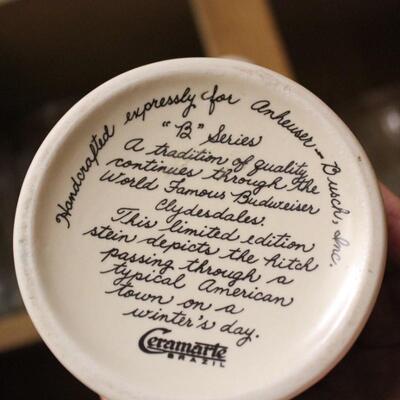 Handcrafted expressly for Anheuser-Busch, Inc.
"B" Series
A tradition of quality
continues through the
World Famous Budweiser
Clydesdales.
This limited edition
stein depicts the hitch
passing through a
typical American
town on a
winter's day.
Ceramarte
BRAZIL